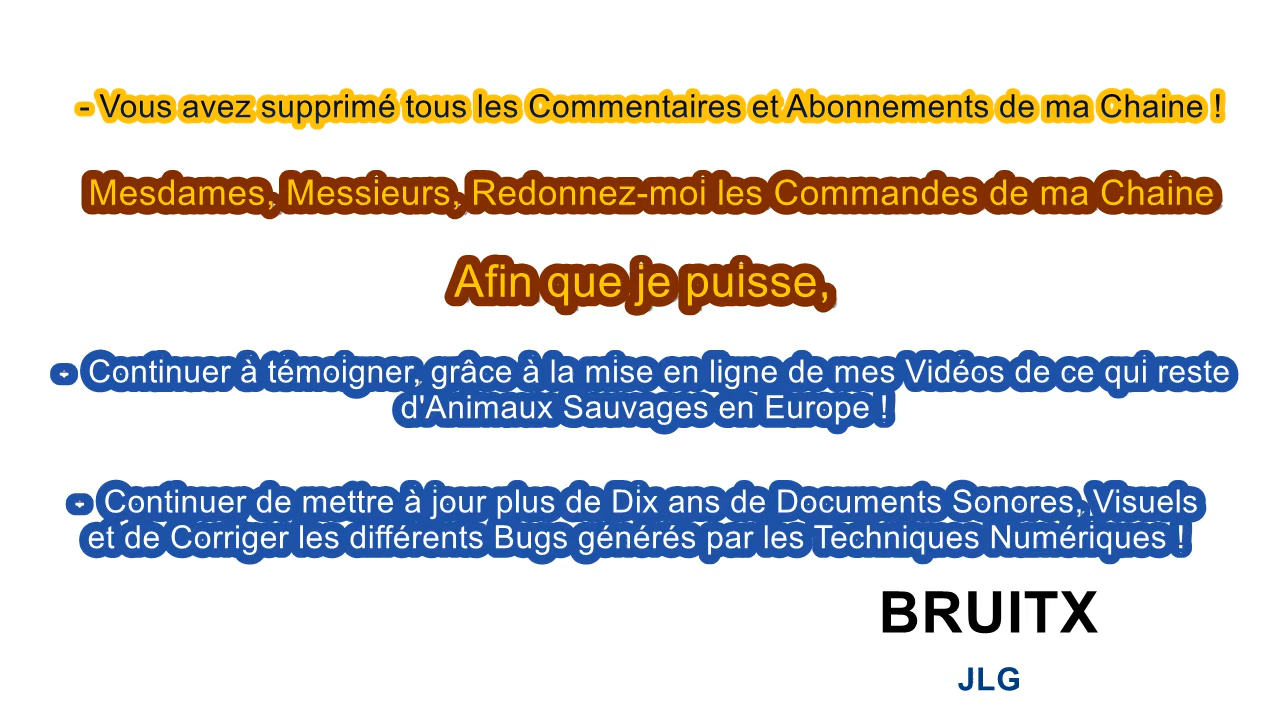 - Vous avez supprimé tous les Commentaires et Abonnements de ma Chaine !
Mesdames, Messieurs, Redonnez-moi les Commandes de ma Chaine
Afin que je puisse,
- Continuer à témoigner, grâce à la mise en ligne de mes Vidéos de ce qui reste
d'Animaux Sauvages en Europe !
- Continuer de mettre à jour plus de Dix ans de Documents Sonores, Visuels
et de Corriger les différents Bugs générés par les Techniques Numériques !
BRUITX
JLG